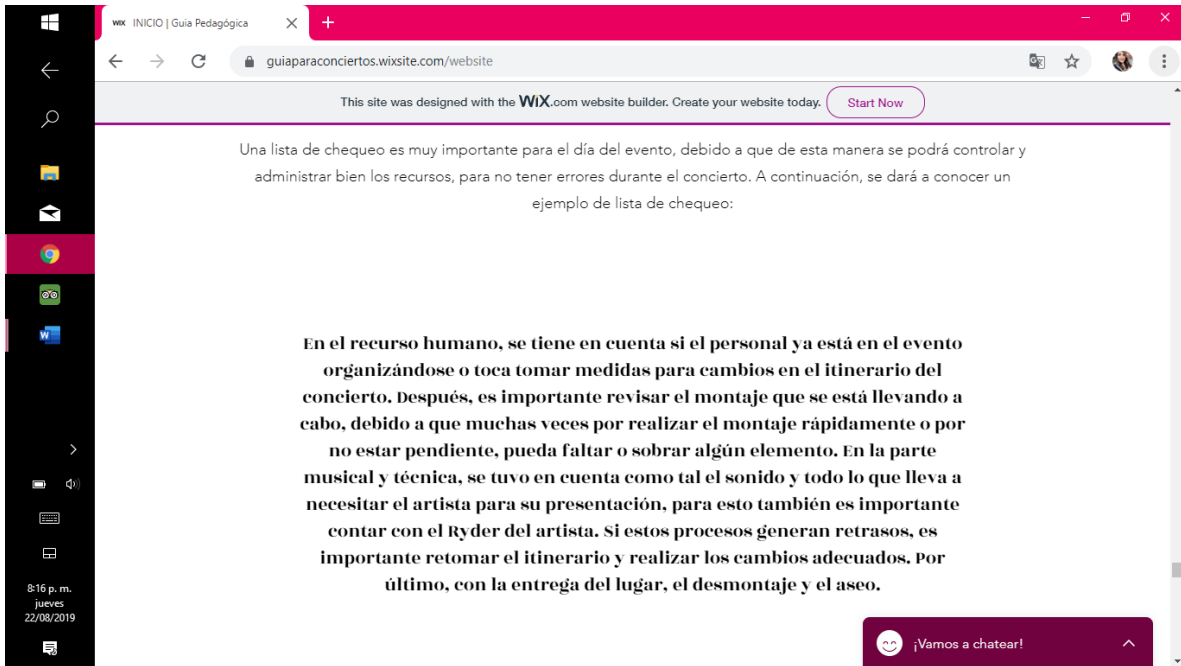 WIX INICIO | Guia Pedagógica
guiaparaconciertos.wixsite.com/website
This site was designed with the WiX.com website builder. Create your website today. Start Now
Una lista de chequeo es muy importante para el día del evento, debido a que de esta manera se podrá controlar y
administrar bien los recursos, para no tener errores durante el concierto. A continuación, se dará a conocer un
ejemplo de lista de chequeo:
En el recurso humano, se tiene en cuenta si el personal ya está en el evento
organizándose o toca tomar medidas para cambios en el itinerario del
concierto. Después, es importante revisar el montaje que se está llevando a
cabo, debido a que muchas veces por realizar el montaje rápidamente o por
no estar pendiente, pueda faltar o sobrar algún elemento. En la parte
musical y técnica, se tuvo en cuenta como tal el sonido y todo lo que lleva a
necesitar el artista para su presentación, para esto también es importante
contar con el Ryder del artista. Si estos procesos generan retrasos, es
importante retomar el itinerario y realizar los cambios adecuados. Por
último, con la entrega del lugar, el desmontaje y el aseo.
8:16 p. m.
jueves
22/08/2019
¡Vamos a chatear!